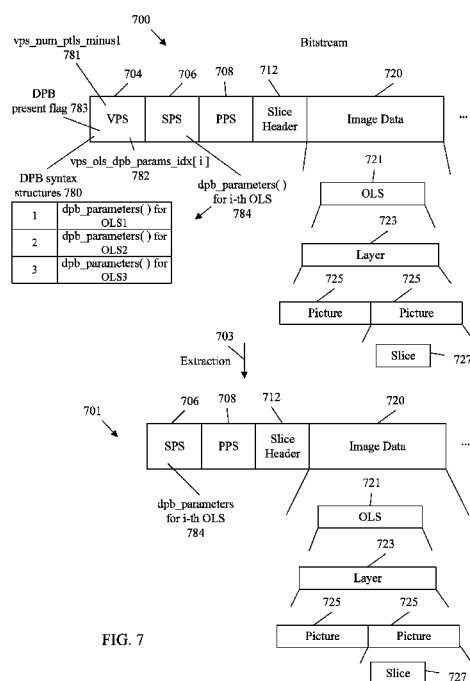 vps_num_ptls_minus1
781
700
Bitstream
704
706
708
712
720
DPB
present flag 783
VPS
SPS
PPS
Slice
Header
Image Data
...
DPB syntax
structures 780
vps_ols_dpb_params_idx[ i ]
782
dpb_parameters( )
for i-th OLS
784
1
dpb_parameters( ) for
OLS1
2
dpb_parameters( ) for
OLS2
3
dpb_parameters( ) for
OLS3
721
OLS
723
Layer
725
725
Picture
Picture
Slice
727
703
Extraction
701
706
708
712
720
SPS
PPS
Slice
Header
Image Data
...
dpb_parameters
for i-th OLS
784
721
OLS
723
Layer
725
725
Picture
Picture
Slice
727
FIG. 7